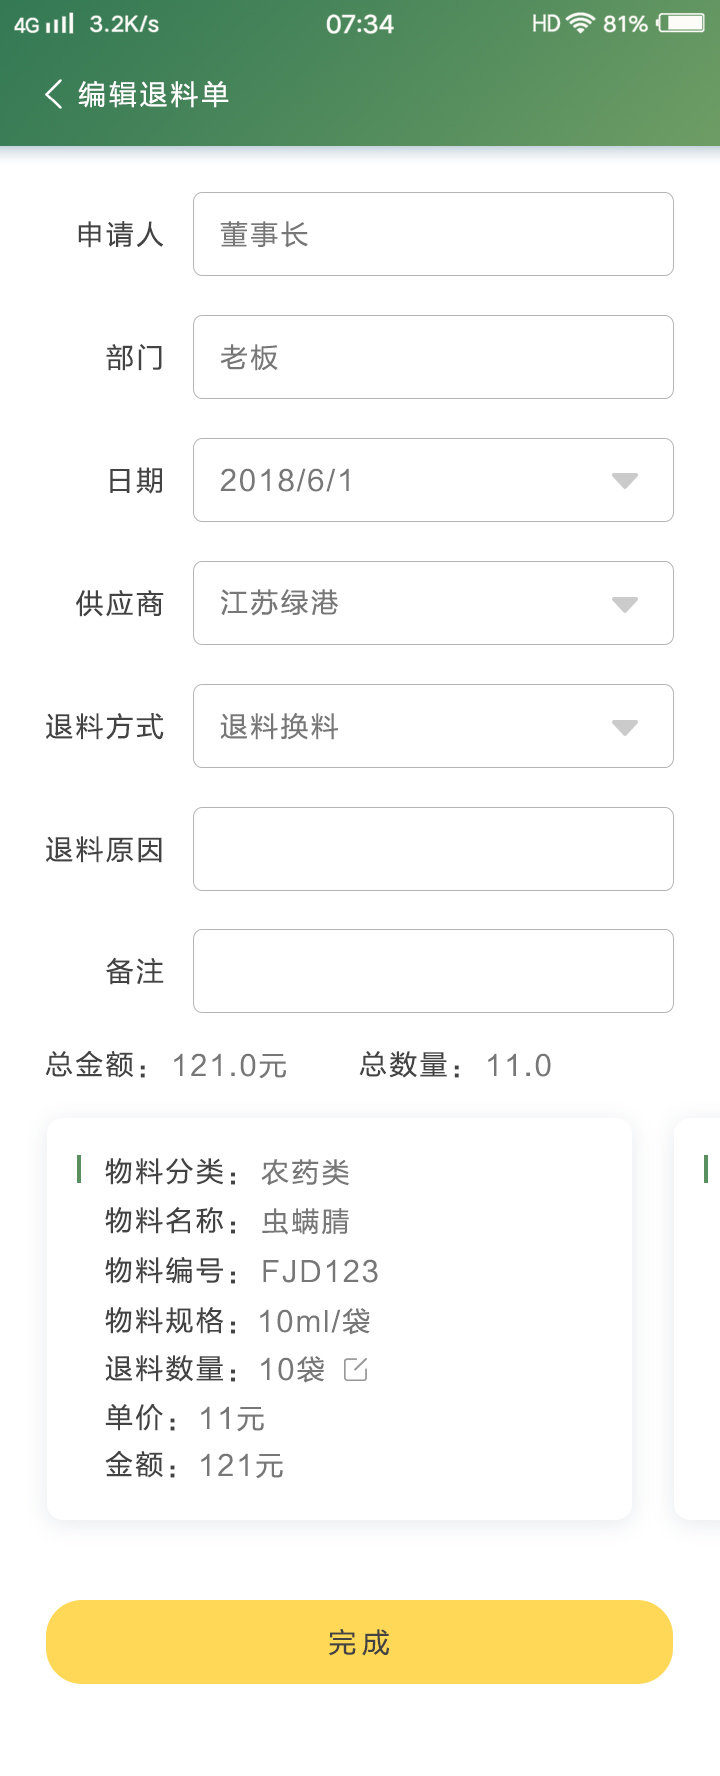 4G 3.2K/s 07:34 HD 81%
编辑退料单
申请人 董事长
部门 老板
日期 2018/6/1
供应商 江苏绿港
退料方式 退料换料
退料原因
备注
总金额：121.0元 总数量：11.0
物料分类：农药类
物料名称：虫螨腈
物料编号：FJD123
物料规格：10ml/袋
退料数量：10袋
单价：11元
金额：121元
完成